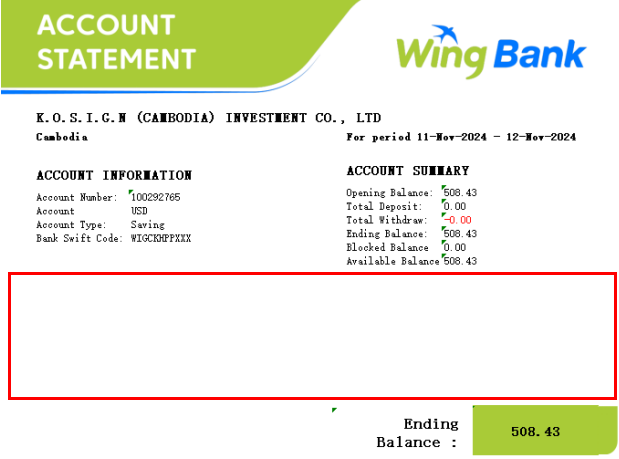 ACCOUNT
STATEMENT
Wing Bank
K.O.S.I.G.N (CAMBODIA) INVESTMENT CO., LTD
Cambodia
For period 11-Nov-2024 - 12-Nov-2024
ACCOUNT INFORMATION
Account Number: 100292765
Account USD
Account Type: Saving
Bank Swift Code: WIGCKHPPXXX
ACCOUNT SUMMARY
Opening Balance: 508.43
Total Deposit: 0.00
Total Withdraw: -0.00
Ending Balance: 508.43
Blocked Balance 0.00
Available Balance 508.43
Ending
Balance : 508.43